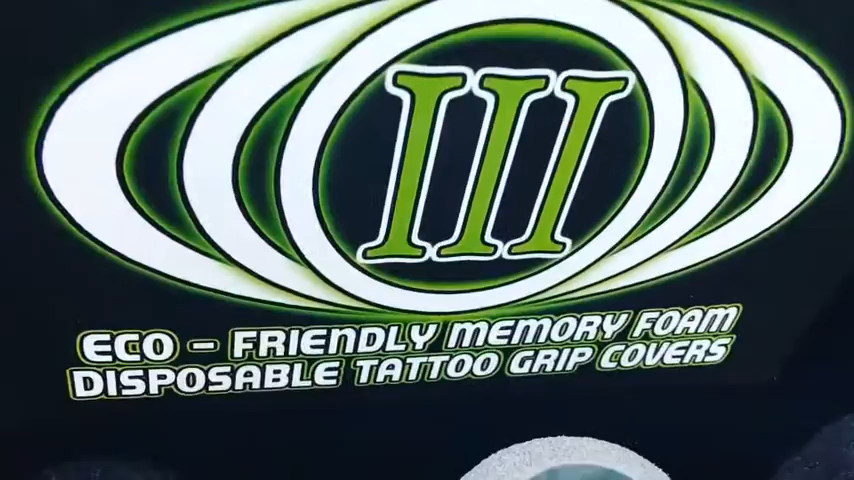 III
ECO - FRIENDLY MEMORY FOAM
DISPOSABLE TATTOO GRIP COVERS